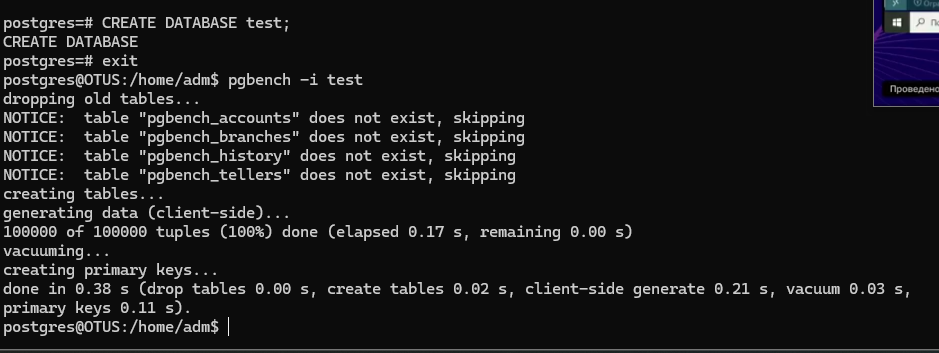 postgres=# CREATE DATABASE test;
CREATE DATABASE
postgres=# exit
postgres@OTUS:/home/adm$ pgbench -i test
dropping old tables...
NOTICE:  table "pgbench_accounts" does not exist, skipping
NOTICE:  table "pgbench_branches" does not exist, skipping
NOTICE:  table "pgbench_history" does not exist, skipping
NOTICE:  table "pgbench_tellers" does not exist, skipping
creating tables...
generating data (client-side)...
100000 of 100000 tuples (100%) done (elapsed 0.17 s, remaining 0.00 s)
vacuuming...
creating primary keys...
done in 0.38 s (drop tables 0.00 s, create tables 0.02 s, client-side generate 0.21 s, vacuum 0.03 s,
primary keys 0.11 s).
postgres@OTUS:/home/adm$
Проведено